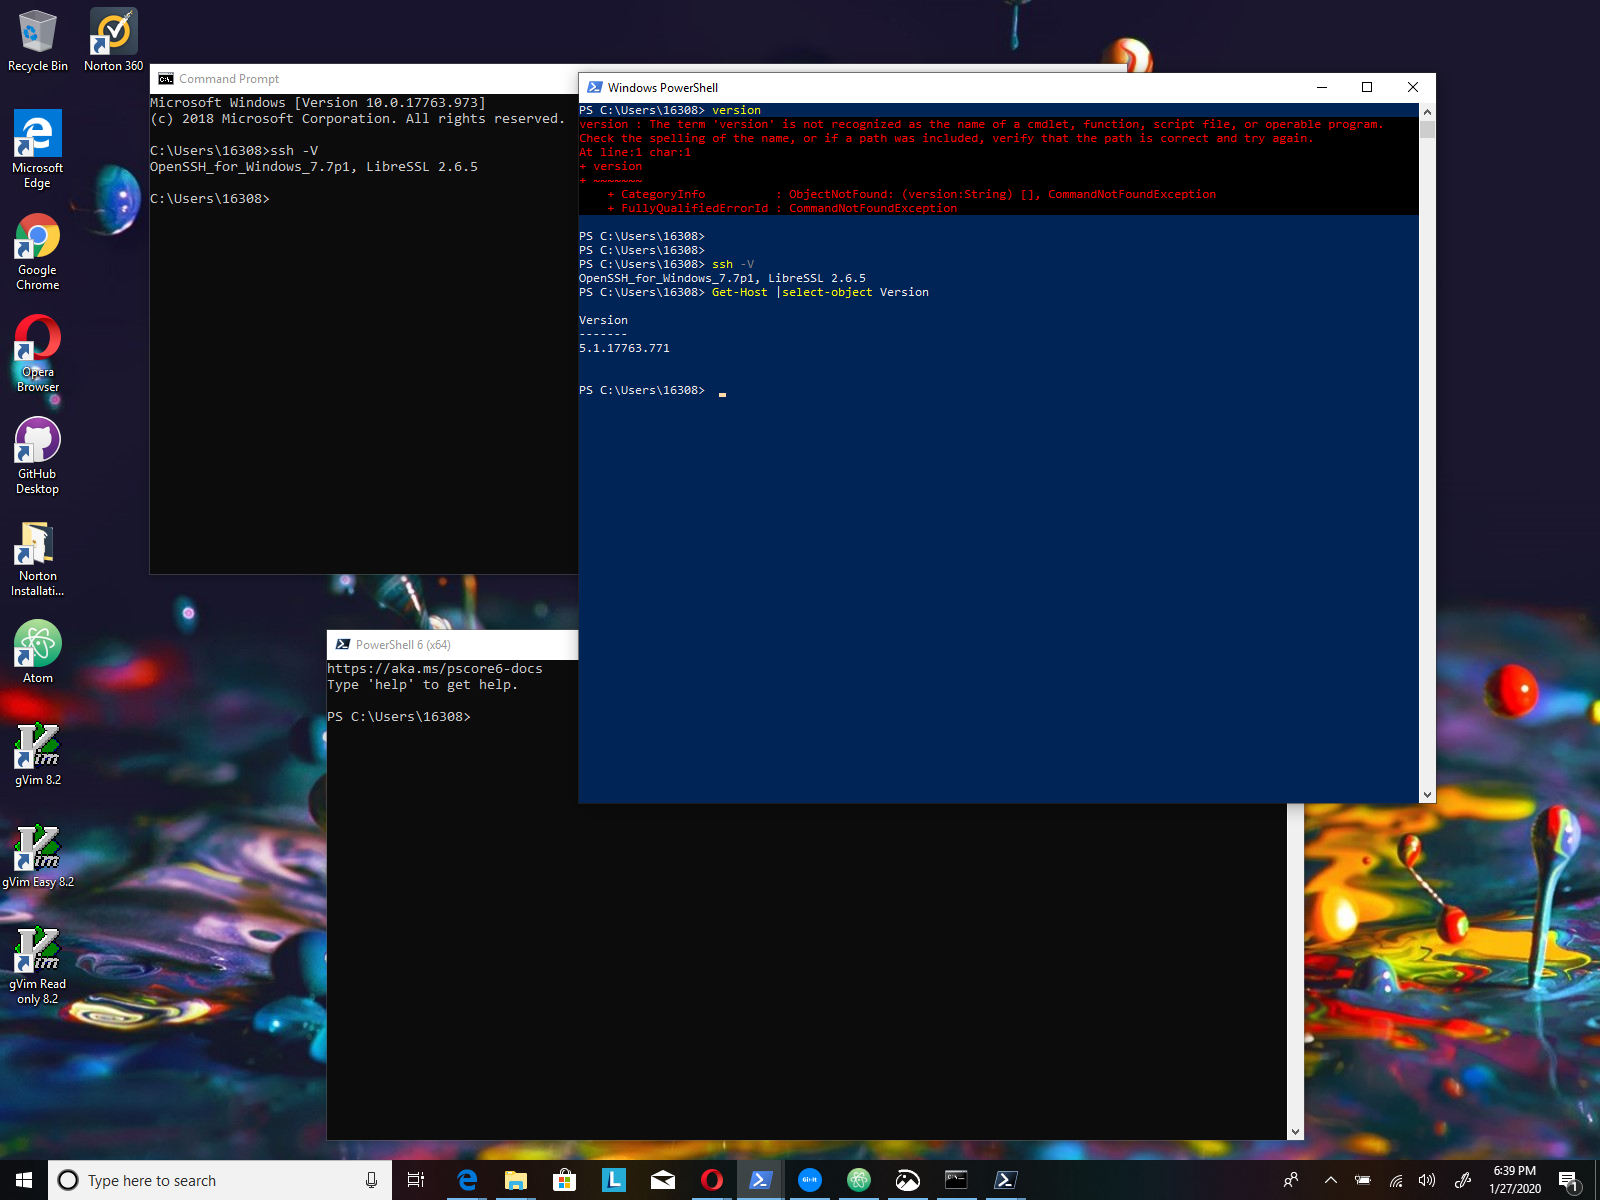 Recycle Bin
Norton 360
Microsoft
Edge
Google
Chrome
Opera
Browser
GitHub
Desktop
Norton
Installati...
Atom
gVim 8.2
gVim Easy 8.2
gVim Read
only 8.2
Command Prompt
Microsoft Windows [Version 10.0.17763.973]
(c) 2018 Microsoft Corporation. All rights reserved.
C:\Users\16308>ssh -V
OpenSSH_for_Windows_7.7p1, LibreSSL 2.6.5
C:\Users\16308>
Windows PowerShell
PS C:\Users\16308> version
version : The term 'version' is not recognized as the name of a cmdlet, function, script file, or operable program.
Check the spelling of the name, or if a path was included, verify that the path is correct and try again.
At line:1 char:1
+ version
+ ~~~~~~~
+ CategoryInfo          : ObjectNotFound: (version:String) [], CommandNotFoundException
+ FullyQualifiedErrorId : CommandNotFoundException
PS C:\Users\16308>
PS C:\Users\16308>
PS C:\Users\16308> ssh -V
OpenSSH_for_Windows_7.7p1, LibreSSL 2.6.5
PS C:\Users\16308> Get-Host |select-object Version
Version
-------
5.1.17763.771
PS C:\Users\16308>
PowerShell 6 (x64)
https://aka.ms/pscore6-docs
Type 'help' to get help.
PS C:\Users\16308>
Type here to search
6:39 PM
1/27/2020
1